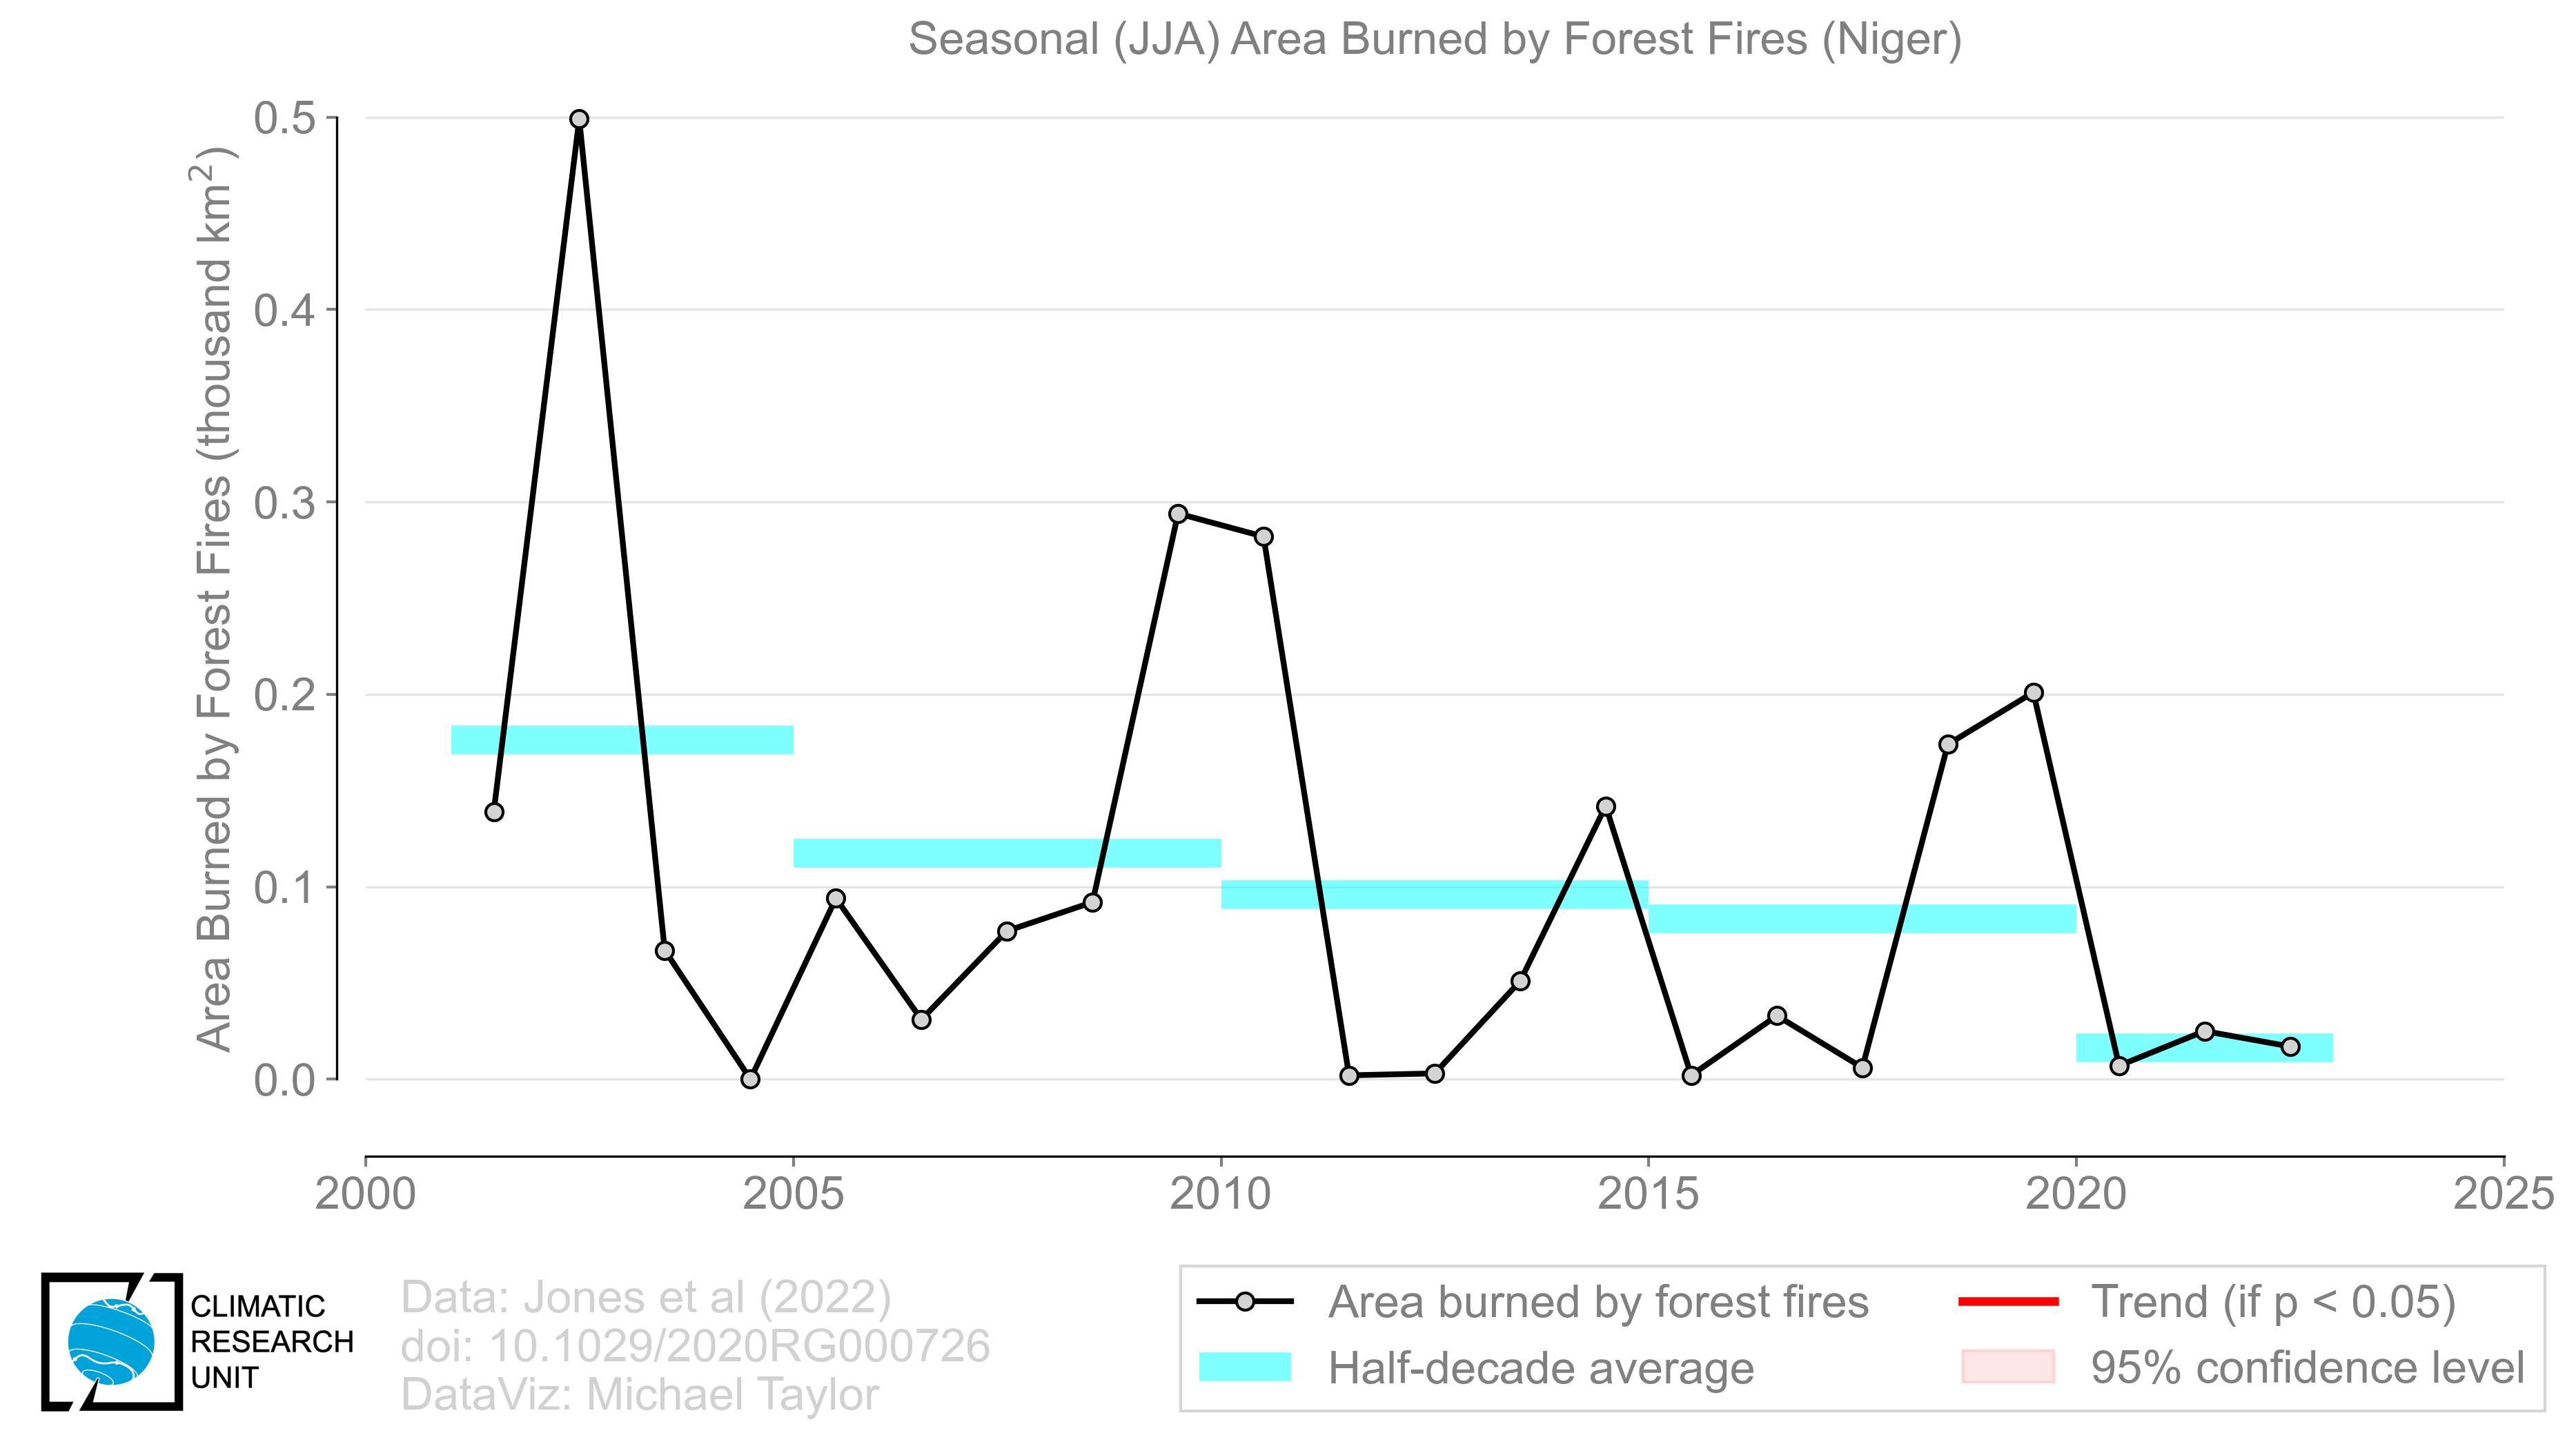 Seasonal (JJA) Area Burned by Forest Fires (Niger)
Area Burned by Forest Fires (thousand km²)
0.5
0.4
0.3
0.2
0.1
0.0
2000 2005 2010 2015 2020 2025
CLIMATIC
RESEARCH
UNIT
Data: Jones et al (2022)
doi: 10.1029/2020RG000726
DataViz: Michael Taylor
Area burned by forest fires
Half-decade average
Trend (if p < 0.05)
95% confidence level